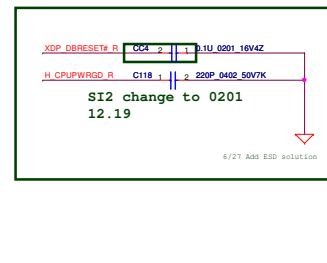 XDP_DBRESET#_R CC4 2 1 0.1U_0201_16V4Z
H_CPUPWRGD_R C118 1 2 220P_0402_50V7K
SI2 change to 0201
12.19
6/27 Add ESD solution